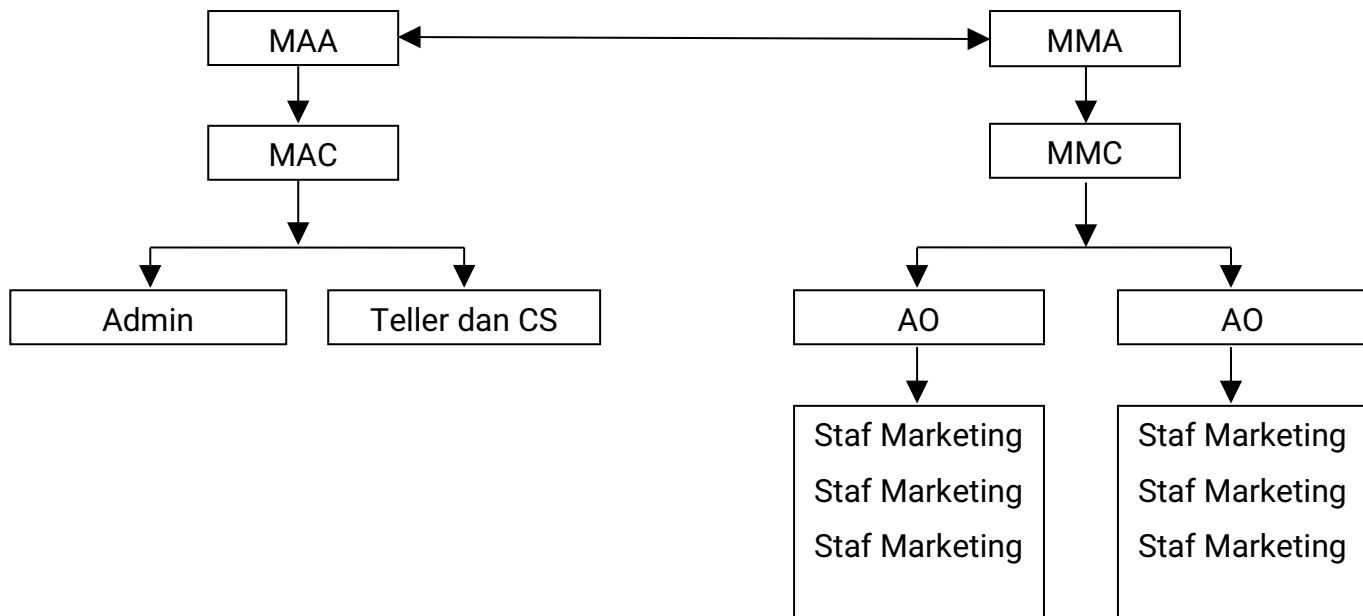 MAA
MMA
MAC
MMC
Admin
Teller dan CS
AO
AO
Staf Marketing
Staf Marketing
Staf Marketing
Staf Marketing
Staf Marketing
Staf Marketing